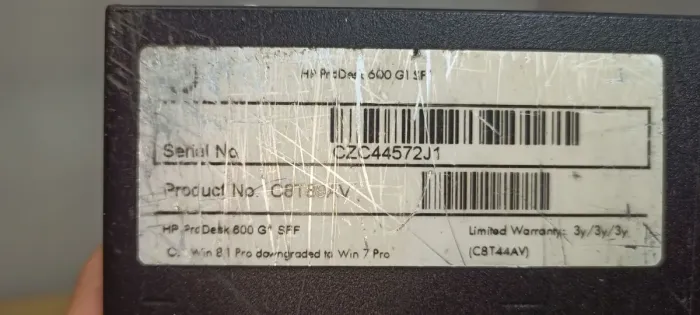 HP ProDesk 600 G1 SFF
Serial No. CZC44572J1
Product No.
HP ProDesk 600 G1 SFF Limited Warranty: 3y/3y/3y
Win 8.1 Pro downgraded to Win 7 Pro (C8T44AV)